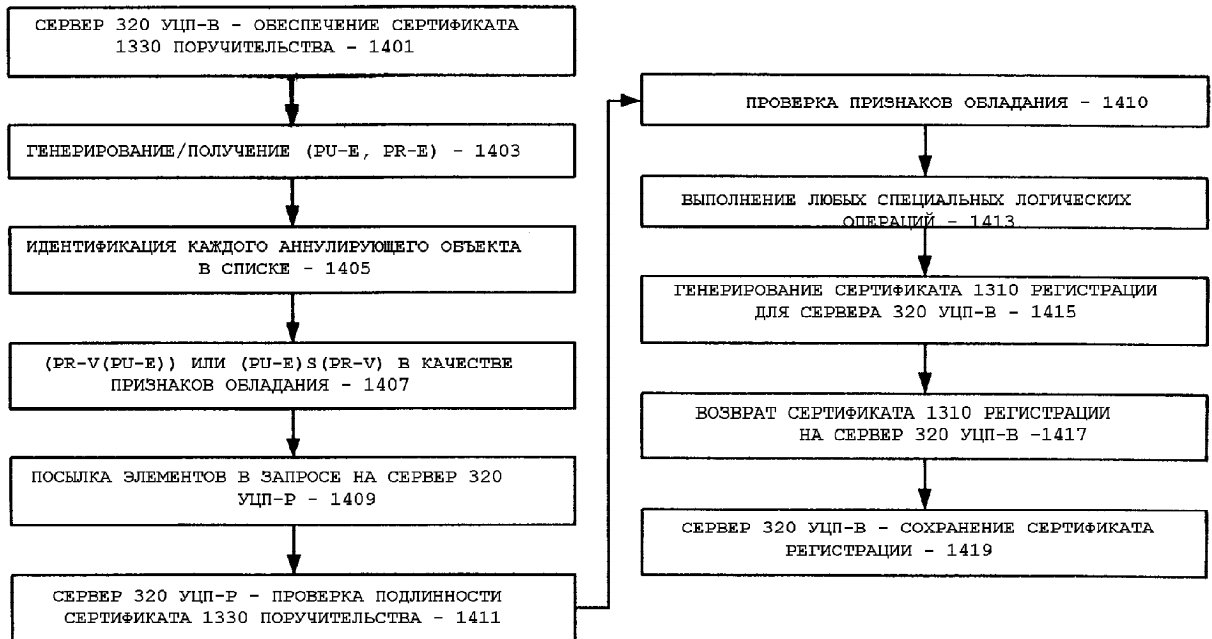 СЕРВЕР 320 УЦП-В - ОБЕСПЕЧЕНИЕ СЕРТИФИКАТА
1330 ПОРУЧИТЕЛЬСТВА - 1401
ГЕНЕРИРОВАНИЕ/ПОЛУЧЕНИЕ (PU-E, PR-E) - 1403
ИДЕНТИФИКАЦИЯ КАЖДОГО АННУЛИРУЮЩЕГО ОБЪЕКТА
В СПИСКЕ - 1405
(PR-V(PU-E)) ИЛИ (PU-E)S(PR-V) В КАЧЕСТВЕ
ПРИЗНАКОВ ОБЛАДАНИЯ - 1407
ПОСЫЛКА ЭЛЕМЕНТОВ В ЗАПРОСЕ НА СЕРВЕР 320
УЦП-Р - 1409
СЕРВЕР 320 УЦП-Р - ПРОВЕРКА ПОДЛИННОСТИ
СЕРТИФИКАТА 1330 ПОРУЧИТЕЛЬСТВА - 1411
ПРОВЕРКА ПРИЗНАКОВ ОБЛАДАНИЯ - 1410
ВЫПОЛНЕНИЕ ЛЮБЫХ СПЕЦИАЛЬНЫХ ЛОГИЧЕСКИХ
ОПЕРАЦИЙ - 1413
ГЕНЕРИРОВАНИЕ СЕРТИФИКАТА 1310 РЕГИСТРАЦИИ
ДЛЯ СЕРВЕРА 320 УЦП-В - 1415
ВОЗВРАТ СЕРТИФИКАТА 1310 РЕГИСТРАЦИИ
НА СЕРВЕР 320 УЦП-В -1417
СЕРВЕР 320 УЦП-В - СОХРАНЕНИЕ СЕРТИФИКАТА
РЕГИСТРАЦИИ - 1419